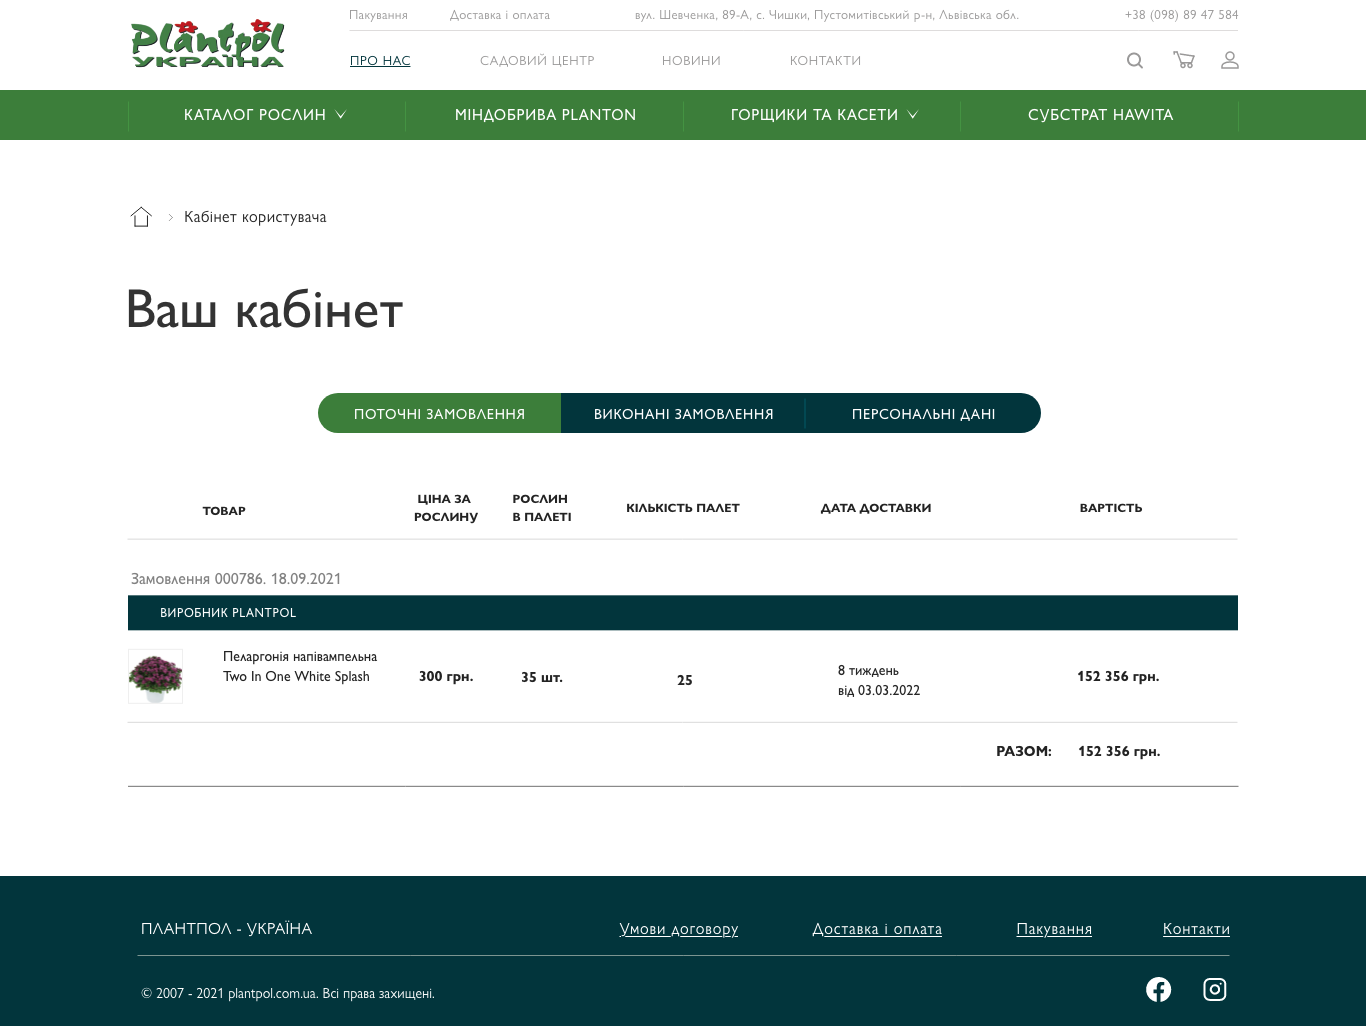 Plantpol
УКРАЇНА
Пакування
Доставка і оплата
вул. Шевченка, 89-А, с. Чишки, Пустомитівський р-н, Львівська обл.
+38 (098) 89 47 584
ПРО НАС
САДОВИЙ ЦЕНТР
НОВИНИ
КОНТАКТИ
КАТАЛОГ РОСЛИН
МІНДОБРИВА PLANTON
ГОРЩИКИ ТА КАСЕТИ
СУБСТРАТ HAWITA
Кабінет користувача
Ваш кабінет
ПОТОЧНІ ЗАМОВЛЕННЯ
ВИКОНАНІ ЗАМОВЛЕННЯ
ПЕРСОНАЛЬНІ ДАНІ
ТОВАР
ЦІНА ЗА
РОСЛИНУ
РОСЛИН
В ПАЛЕТІ
КІЛЬКІСТЬ ПАЛЕТ
ДАТА ДОСТАВКИ
ВАРТІСТЬ
Замовлення 000786. 18.09.2021
ВИРОБНИК PLANTPOL
Пеларгонія напівампельна
Two In One White Splash
300 грн.
35 шт.
25
8 тиждень
від 03.03.2022
152 356 грн.
РАЗОМ:
152 356 грн.
ПЛАНТПОЛ - УКРАЇНА
Умови договору
Доставка і оплата
Пакування
Контакти
© 2007 - 2021 plantpol.com.ua. Всі права захищені.